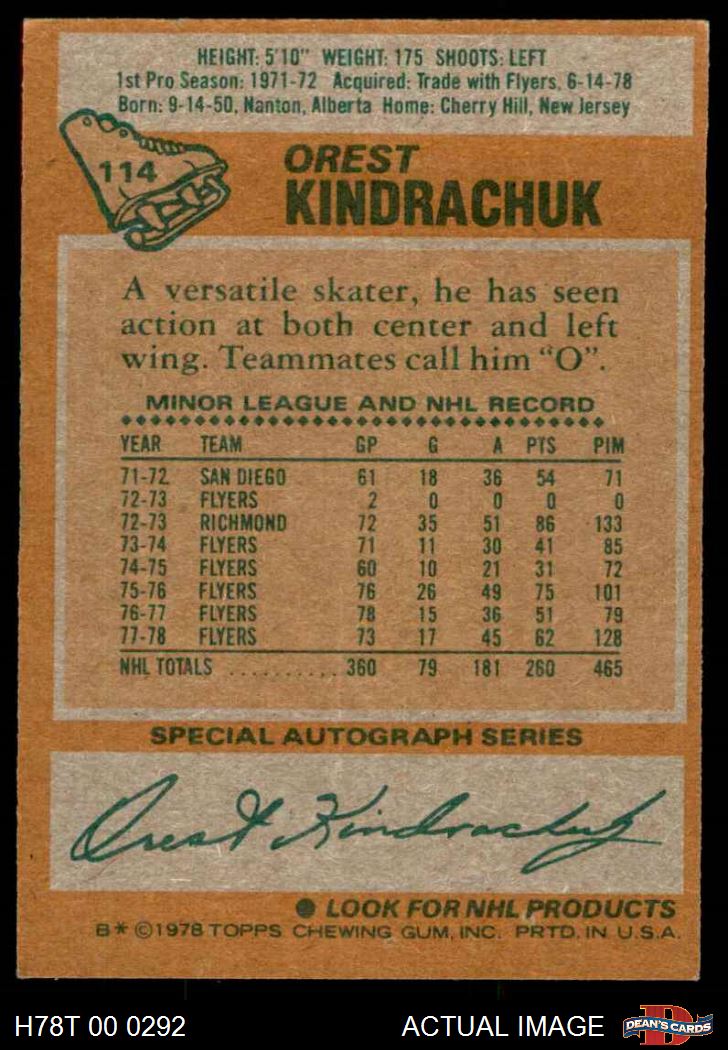 HEIGHT: 5'10" WEIGHT: 175 SHOOTS: LEFT
1st Pro Season: 1971-72 Acquired: Trade with Flyers, 6-14-78
Born: 9-14-50, Nanton, Alberta Home: Cherry Hill, New Jersey
114
OREST
KINDRACHUK
A versatile skater, he has seen
action at both center and left
wing. Teammates call him "O".
MINOR LEAGUE AND NHL RECORD
YEAR TEAM GP G A PTS PIM
71-72 SAN DIEGO 61 18 36 54 71
72-73 FLYERS 2 0 0 0 0
72-73 RICHMOND 72 35 51 86 133
73-74 FLYERS 71 11 30 41 85
74-75 FLYERS 60 10 21 31 72
75-76 FLYERS 76 26 49 75 101
76-77 FLYERS 78 15 36 51 79
77-78 FLYERS 73 17 45 62 128
NHL TOTALS .......... 360 79 181 260 465
SPECIAL AUTOGRAPH SERIES
Orest Kindrachuk
● LOOK FOR NHL PRODUCTS
B* ©1978 TOPPS CHEWING GUM, INC. PRTD. IN U.S.A.
H78T 00 0292 ACTUAL IMAGE D DEAN'S CARDS